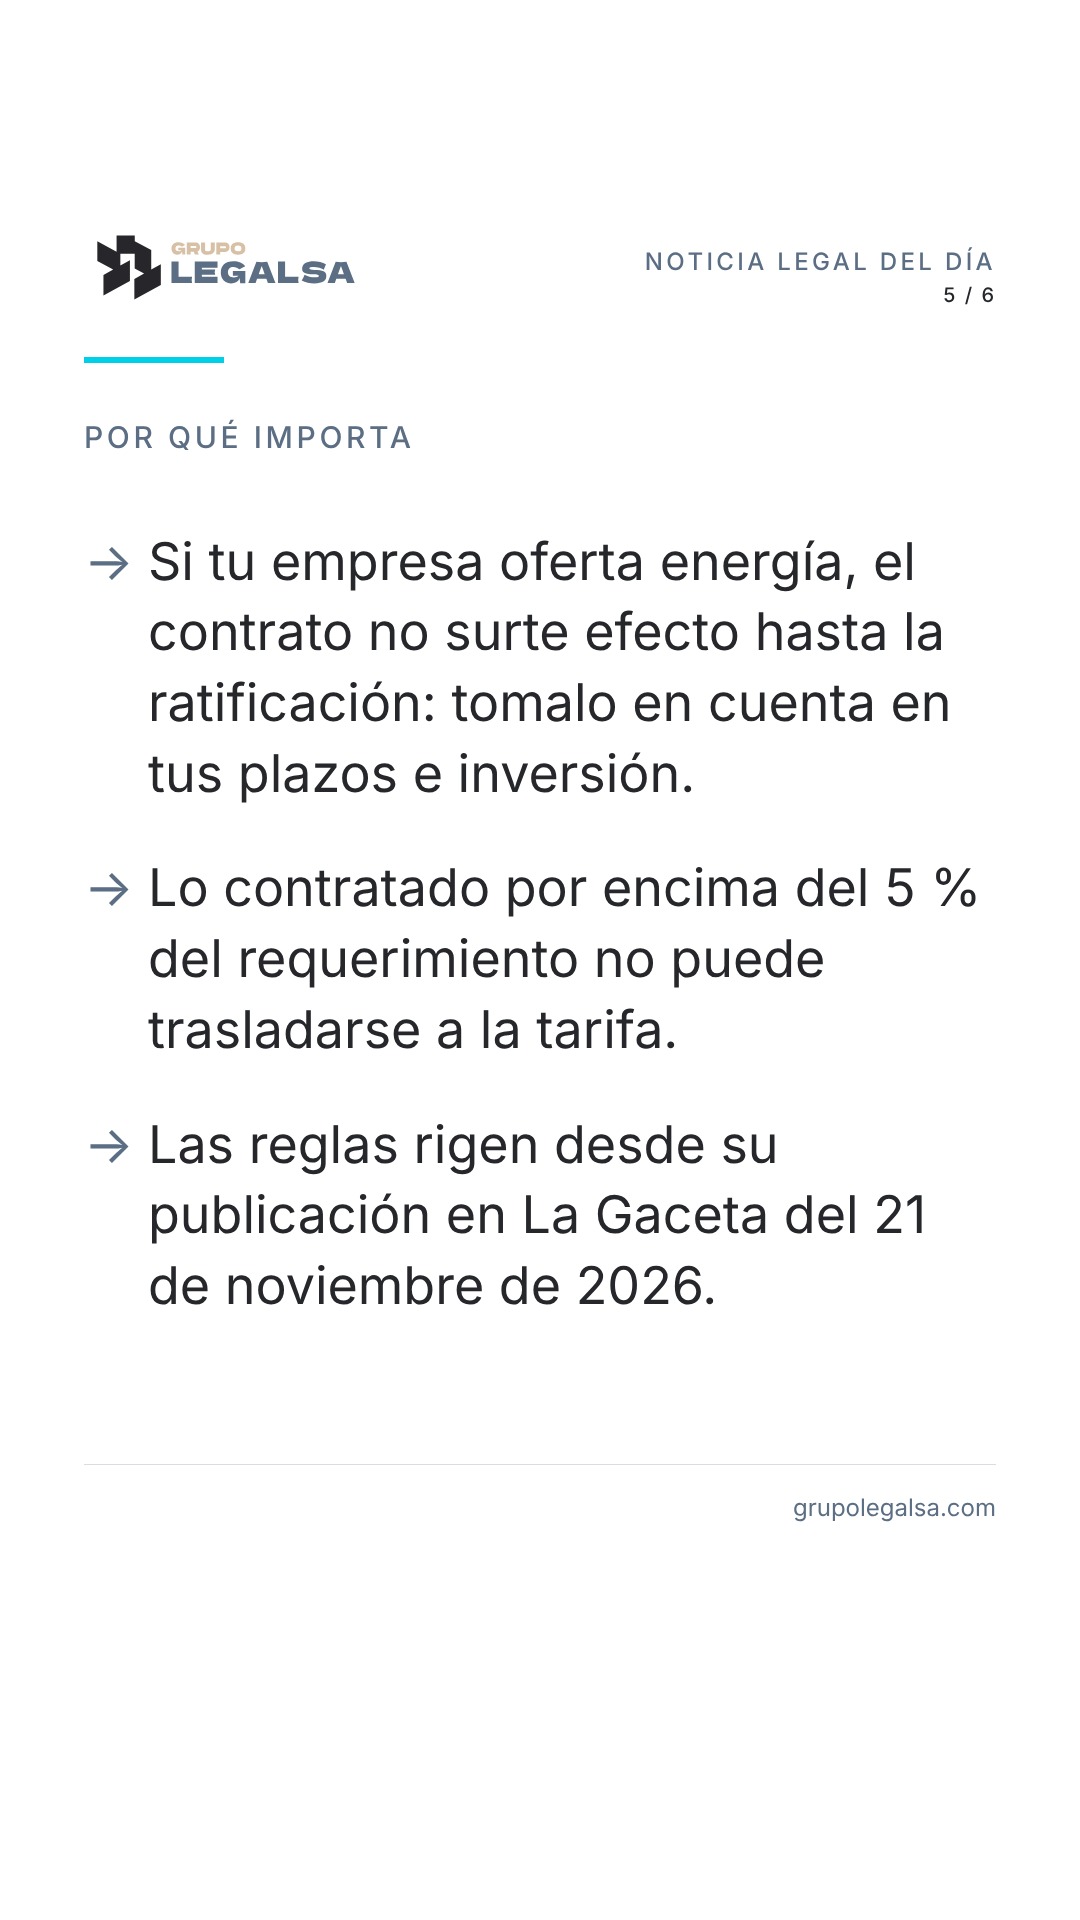 GRUPO
LEGALSA
NOTICIA LEGAL DEL DÍA
5 / 6
POR QUÉ IMPORTA
→ Si tu empresa oferta energía, el
contrato no surte efecto hasta la
ratificación: tomalo en cuenta en
tus plazos e inversión.
→ Lo contratado por encima del 5 %
del requerimiento no puede
trasladarse a la tarifa.
→ Las reglas rigen desde su
publicación en La Gaceta del 21
de noviembre de 2026.
grupolegalsa.com